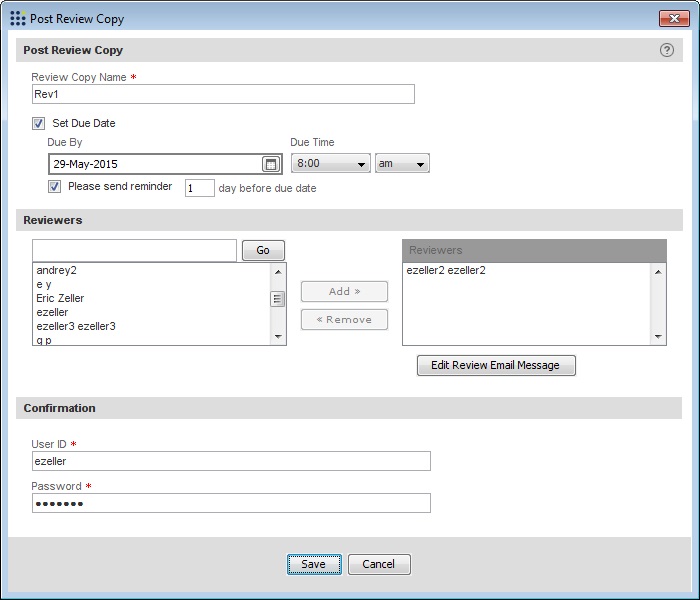 Post Review Copy
Post Review Copy ?
Review Copy Name *
Rev1
Set Due Date
Due By Due Time
29-May-2015 8:00 am
Please send reminder 1 day before due date
Reviewers
Go Reviewers
andrey2 ezeller2 ezeller2
e y
Eric Zeller
ezeller
ezeller3 ezeller3
Add »
« Remove
Edit Review Email Message
Confirmation
User ID *
ezeller
Password *
•••••••
Save Cancel